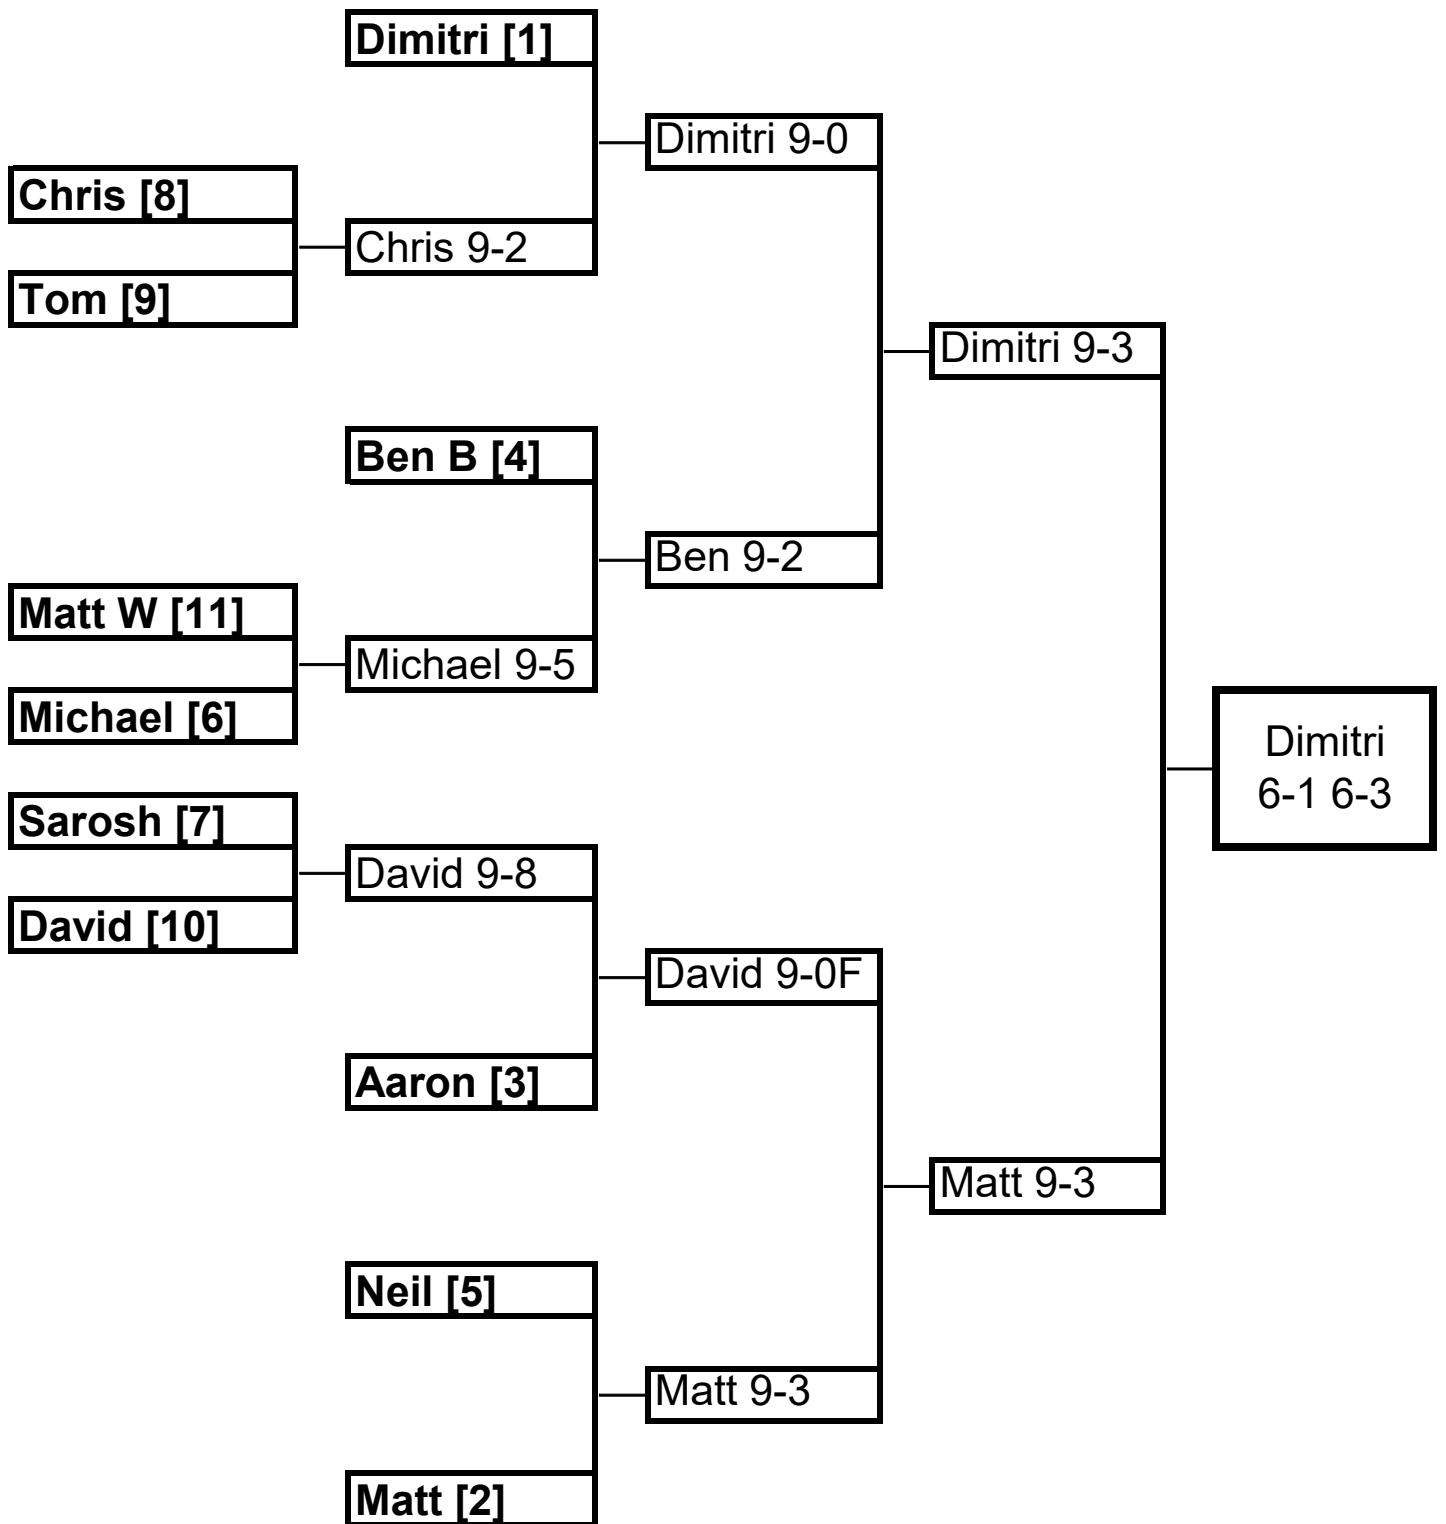 Dimitri [1]
Dimitri 9-0
Chris [8]
Chris 9-2
Tom [9]
Dimitri 9-3
Ben B [4]
Ben 9-2
Matt W [11]
Michael 9-5
Michael [6]
Dimitri
6-1 6-3
Sarosh [7]
David 9-8
David [10]
David 9-0F
Aaron [3]
Matt 9-3
Neil [5]
Matt 9-3
Matt [2]